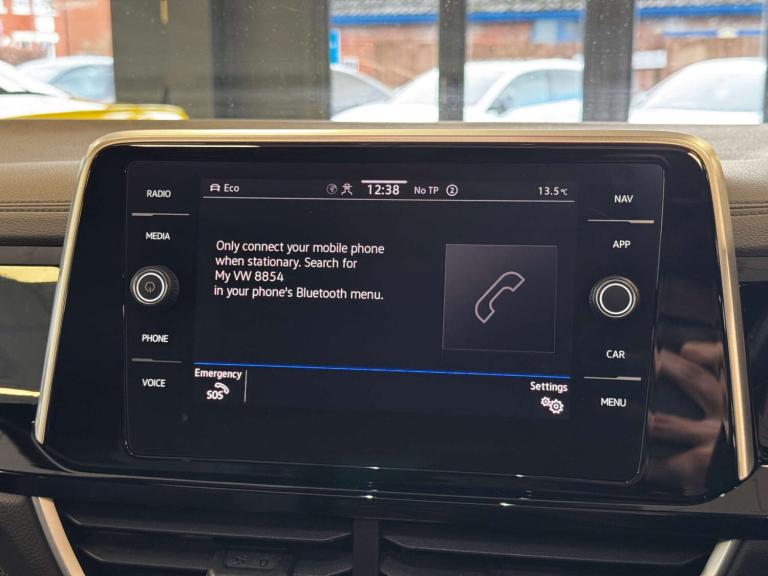 RADIO
MEDIA
PHONE
VOICE
Eco
12:38
No TP
2
13.5°C
Only connect your mobile phone
when stationary. Search for
My VW 8854
in your phone's Bluetooth menu.
Emergency
SOS
Settings
NAV
APP
CAR
MENU